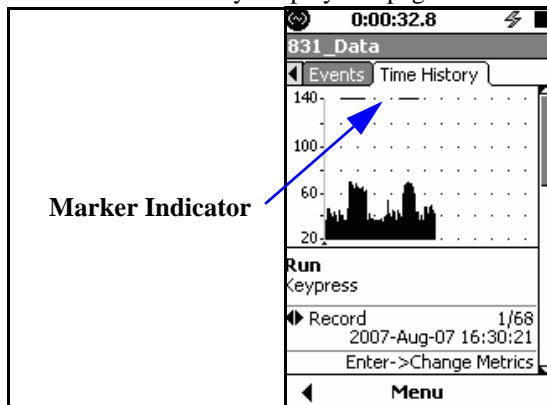 0:00:32.8
831_Data
Events Time History
140
100
60
20
Marker Indicator
Run
Keypress
Record 1/68
2007-Aug-07 16:30:21
Enter->Change Metrics
Menu